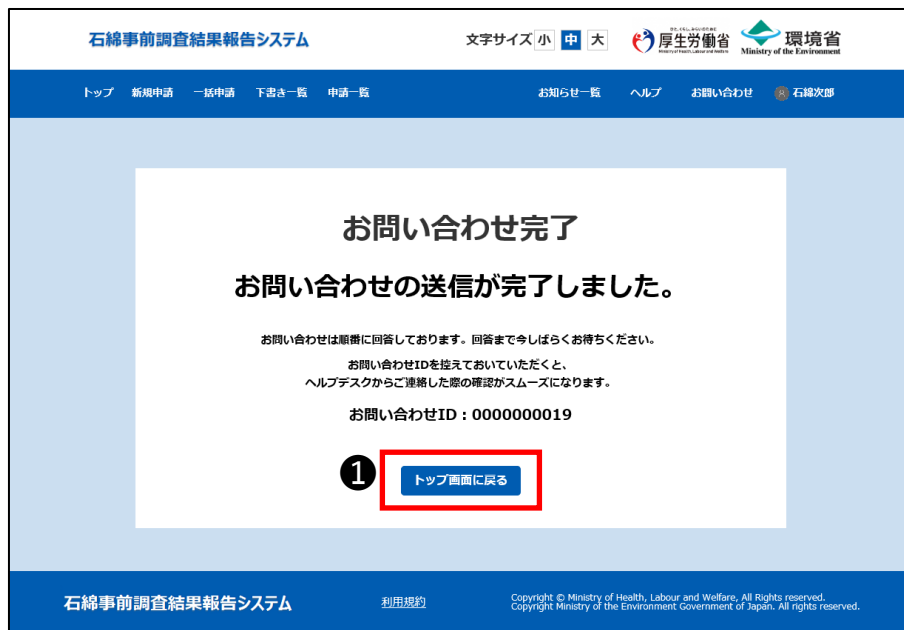 石綿事前調査結果報告システム
文字サイズ 小 中 大
厚生労働省
環境省
Ministry of the Environment
トップ 新規申請 一括申請 下書き一覧 申請一覧 お知らせ一覧 ヘルプ お問い合わせ 石綿次郎
お問い合わせ完了
お問い合わせの送信が完了しました。
お問い合わせは順番に回答しております。回答まで今しばらくお待ちください。
お問い合わせIDを控えておいていただくと、
ヘルプデスクからご連絡した際の確認がスムーズになります。
お問い合わせID：0000000019
❶
トップ画面に戻る
石綿事前調査結果報告システム
利用規約
Copyright © Ministry of Health, Labour and Welfare, All Rights reserved.
Copyright Ministry of the Environment Government of Japan. All rights reserved.